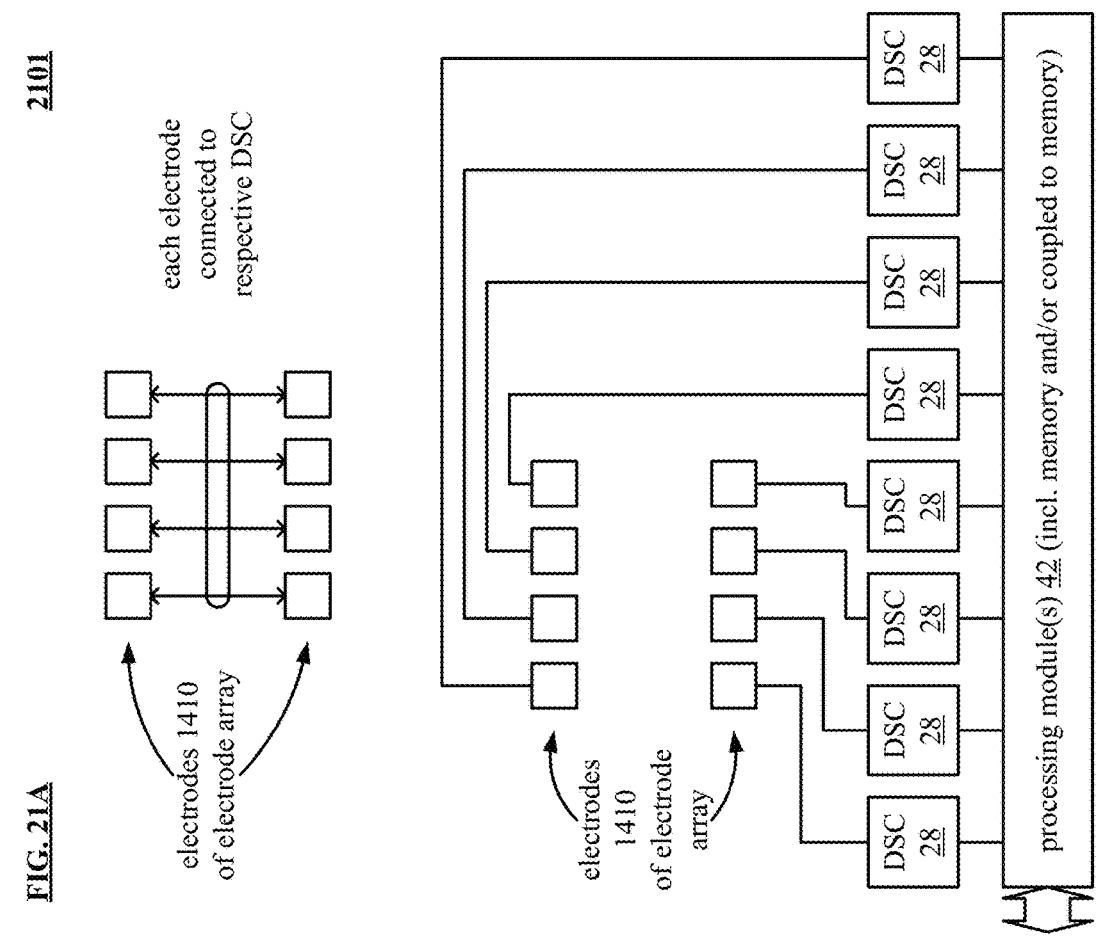 FIG. 21A
2101
electrodes 1410
of electrode array
each electrode
connected to
respective DSC
electrodes
1410
of electrode
array
DSC
28
DSC
28
DSC
28
DSC
28
DSC
28
DSC
28
DSC
28
DSC
28
processing module(s) 42 (incl. memory and/or coupled to memory)